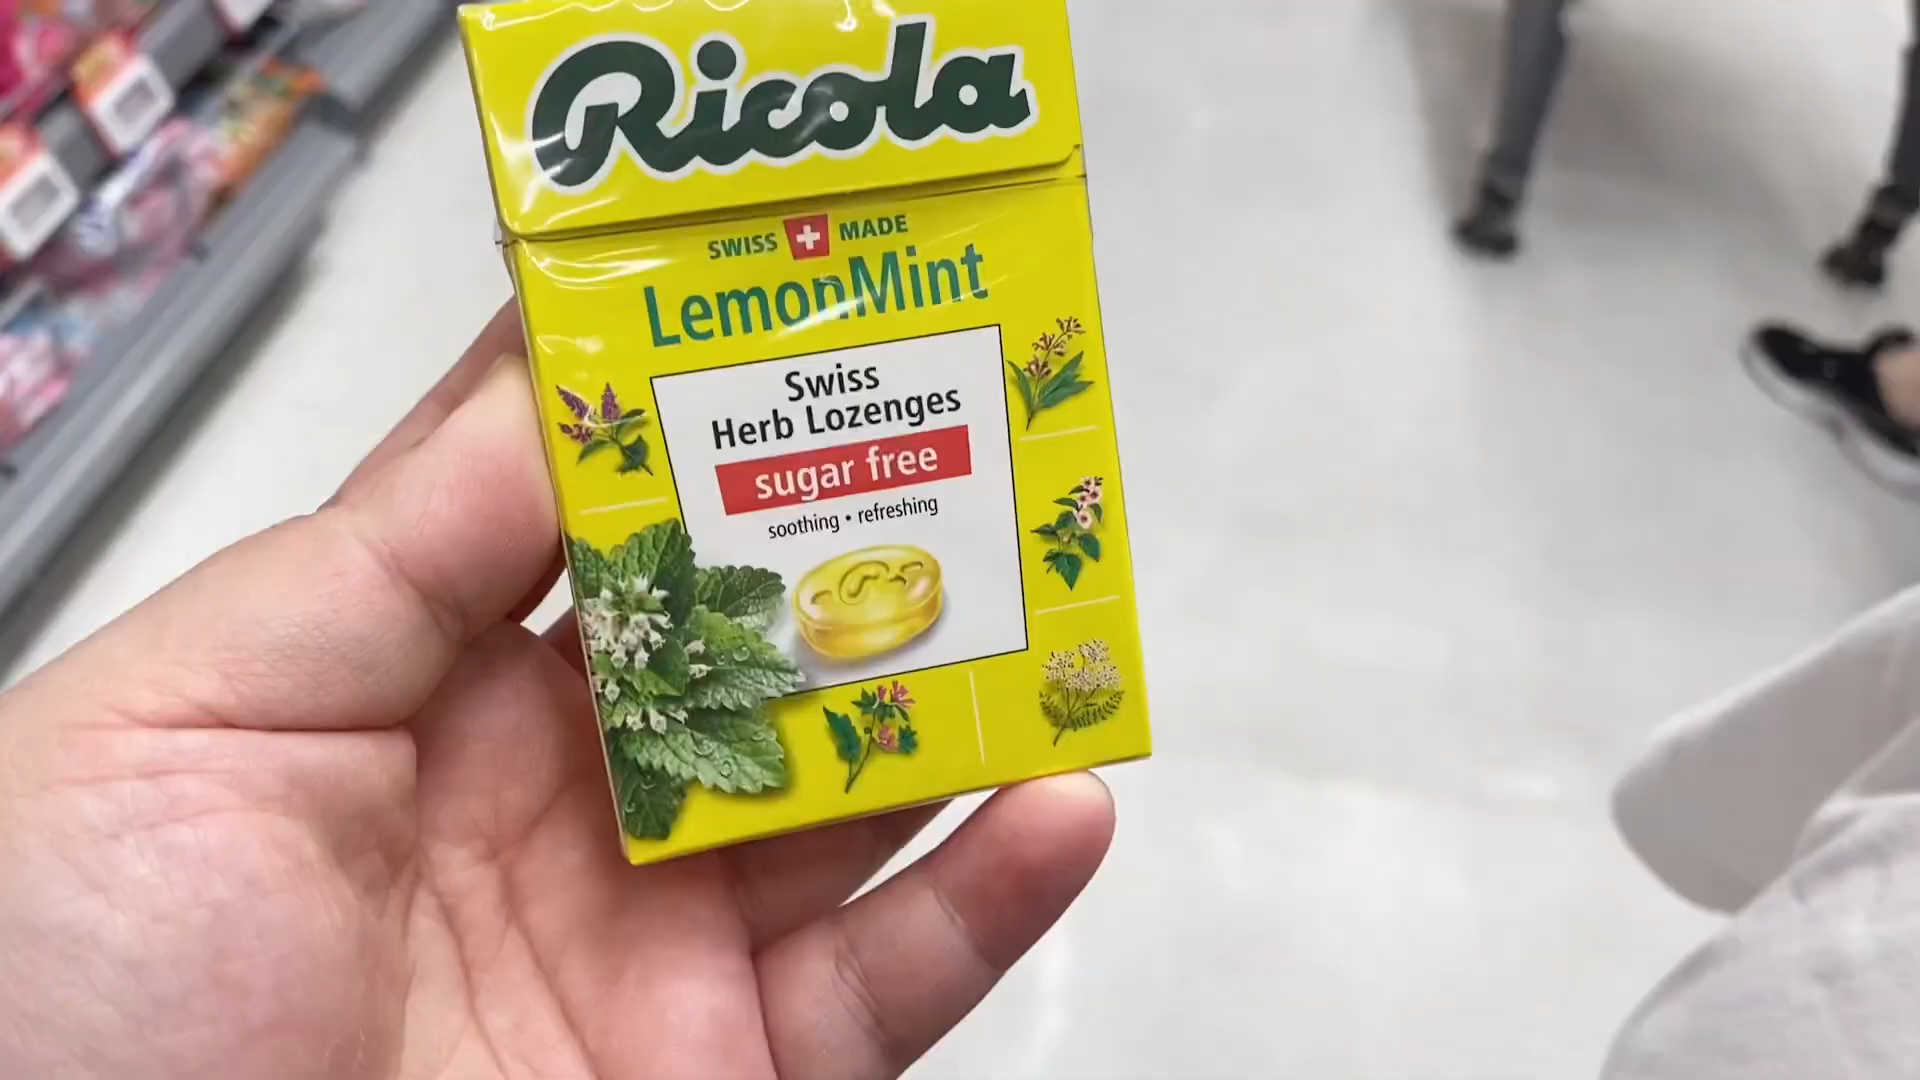 Ricola
SWISS MADE
LemonMint
Swiss
Herb Lozenges
sugar free
soothing • refreshing